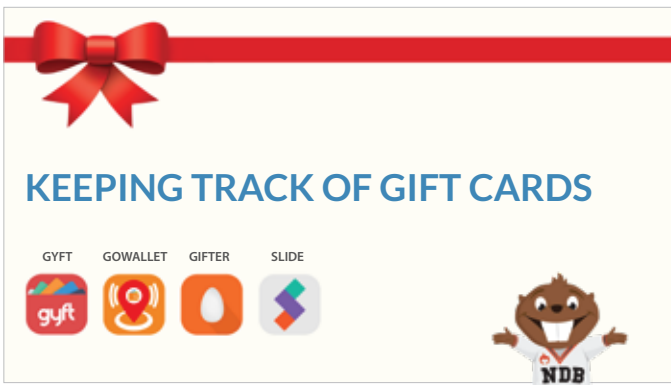 KEEPING TRACK OF GIFT CARDS
GYFT GOWALLET GIFTER SLIDE
gyft
NDB